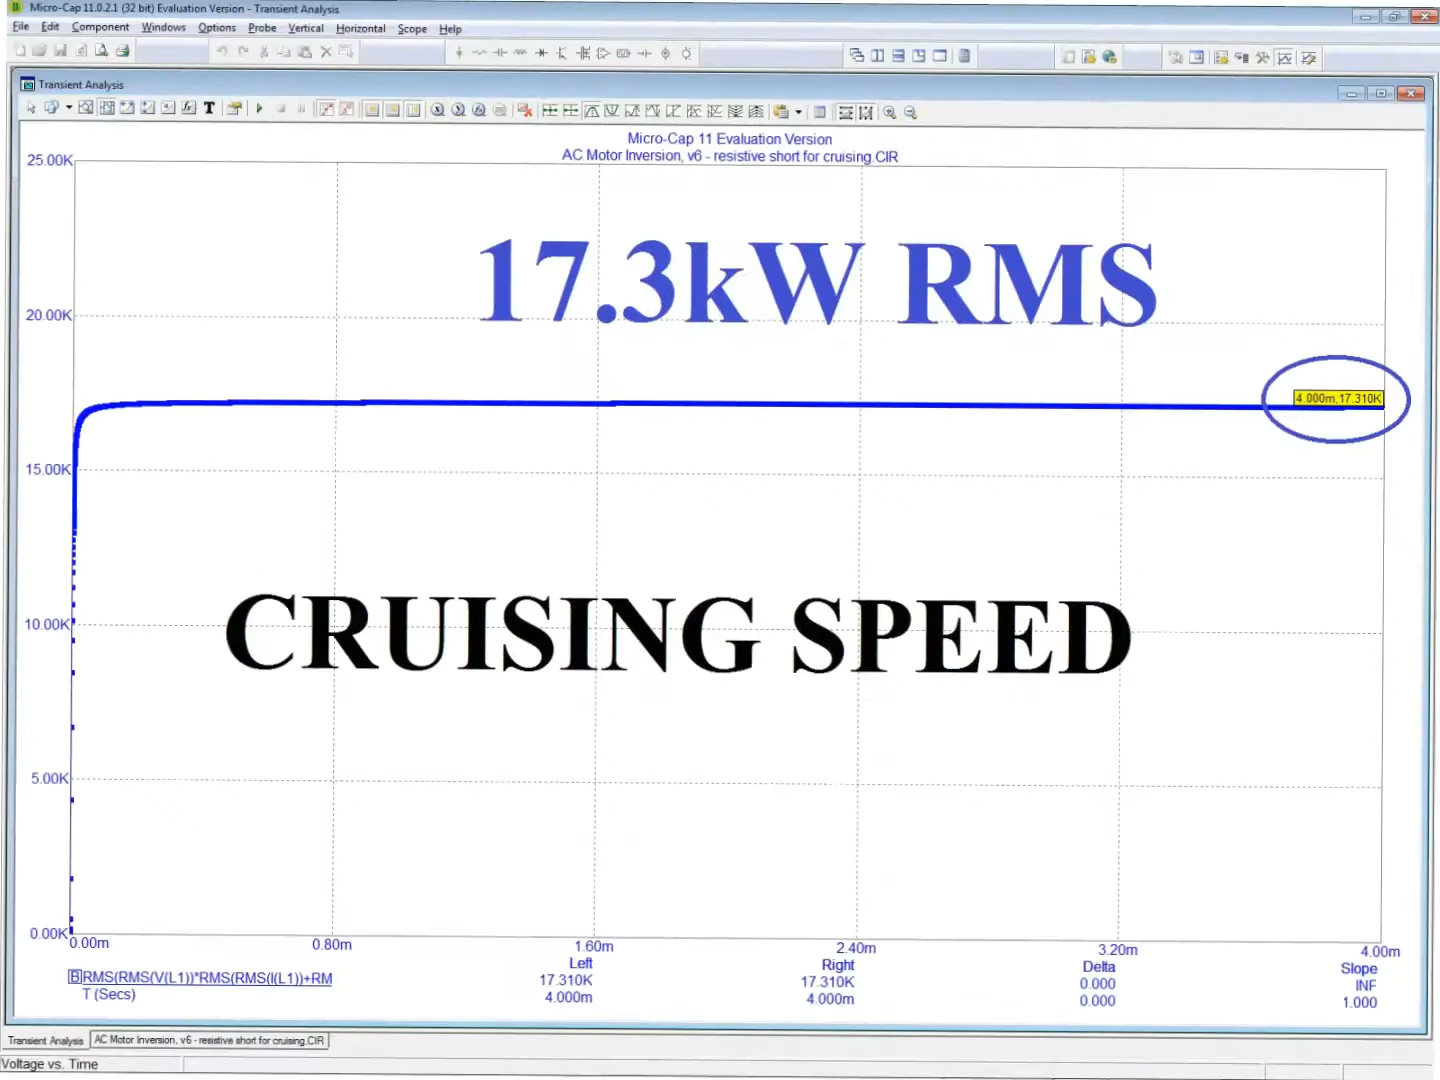 Micro-Cap 11.0.2.1 (32 bit) Evaluation Version - Transient Analysis
File Edit Component Windows Options Probe Vertical Horizontal Scope Help
Transient Analysis
T
Micro-Cap 11 Evaluation Version
AC Motor Inversion, v6 - resistive short for cruising.CIR
25.00K
17.3kW RMS
20.00K
4.000m,17.310K
15.00K
CRUISING SPEED
10.00K
5.00K
0.00K
0.00m 0.80m 1.60m 2.40m 3.20m 4.00m
Left Right Delta Slope
RMS(RMS(V(L1))*RMS(RMS(I(L1))+RM 17.310K 17.310K 0.000 INF
T (Secs) 4.000m 4.000m 0.000 1.000
Transient Analysis AC Motor Inversion, v6 - resistive short for cruising.CIR
Voltage vs. Time